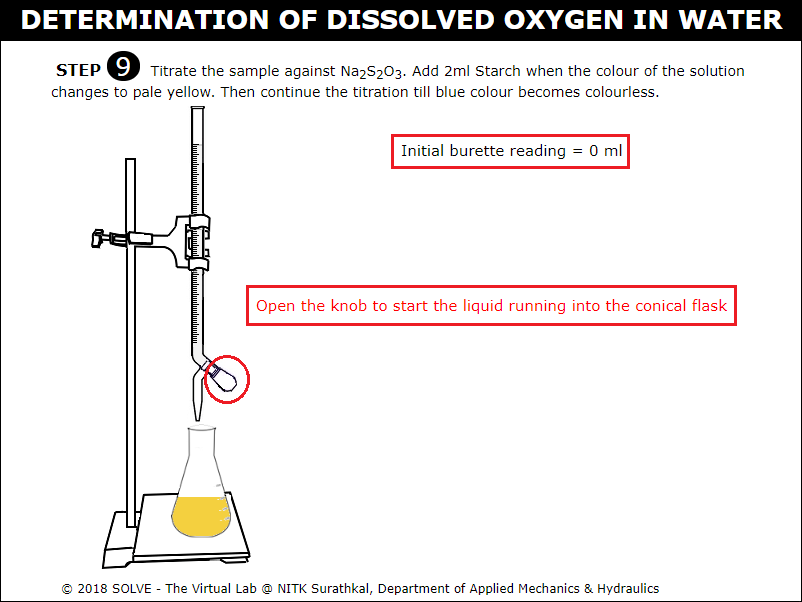 DETERMINATION OF DISSOLVED OXYGEN IN WATER
STEP 9 Titrate the sample against Na₂S₂O₃. Add 2ml Starch when the colour of the solution
changes to pale yellow. Then continue the titration till blue colour becomes colourless.
Initial burette reading = 0 ml
Open the knob to start the liquid running into the conical flask
© 2018 SOLVE - The Virtual Lab @ NITK Surathkal, Department of Applied Mechanics & Hydraulics